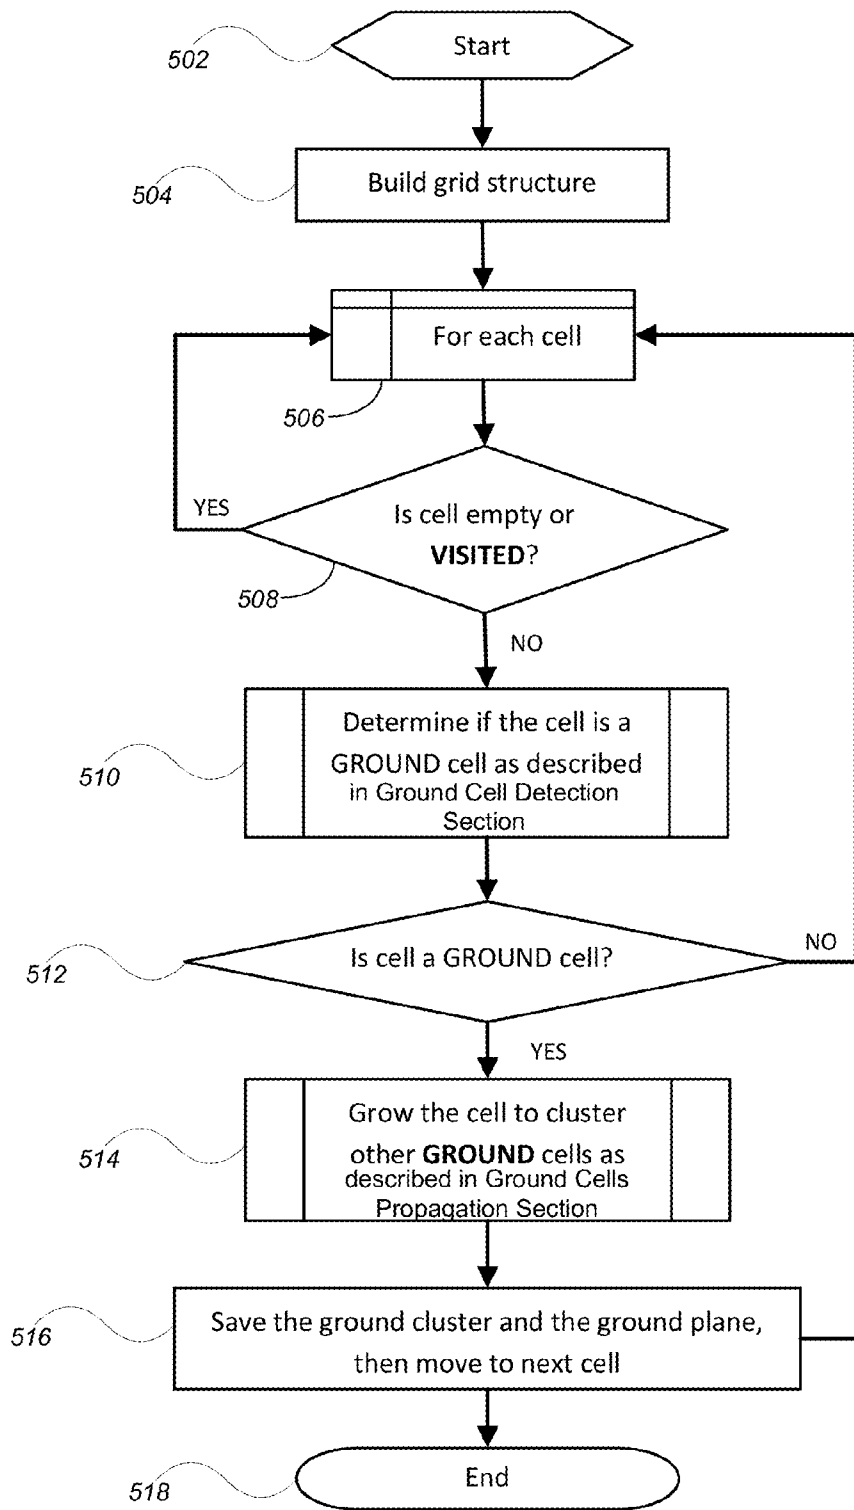 502
Start
504
Build grid structure
For each cell
506
YES
Is cell empty or
VISITED?
508
NO
510
Determine if the cell is a
GROUND cell as described
in Ground Cell Detection
Section
512
Is cell a GROUND cell?
NO
YES
514
Grow the cell to cluster
other GROUND cells as
described in Ground Cells
Propagation Section
516
Save the ground cluster and the ground plane,
then move to next cell
518
End